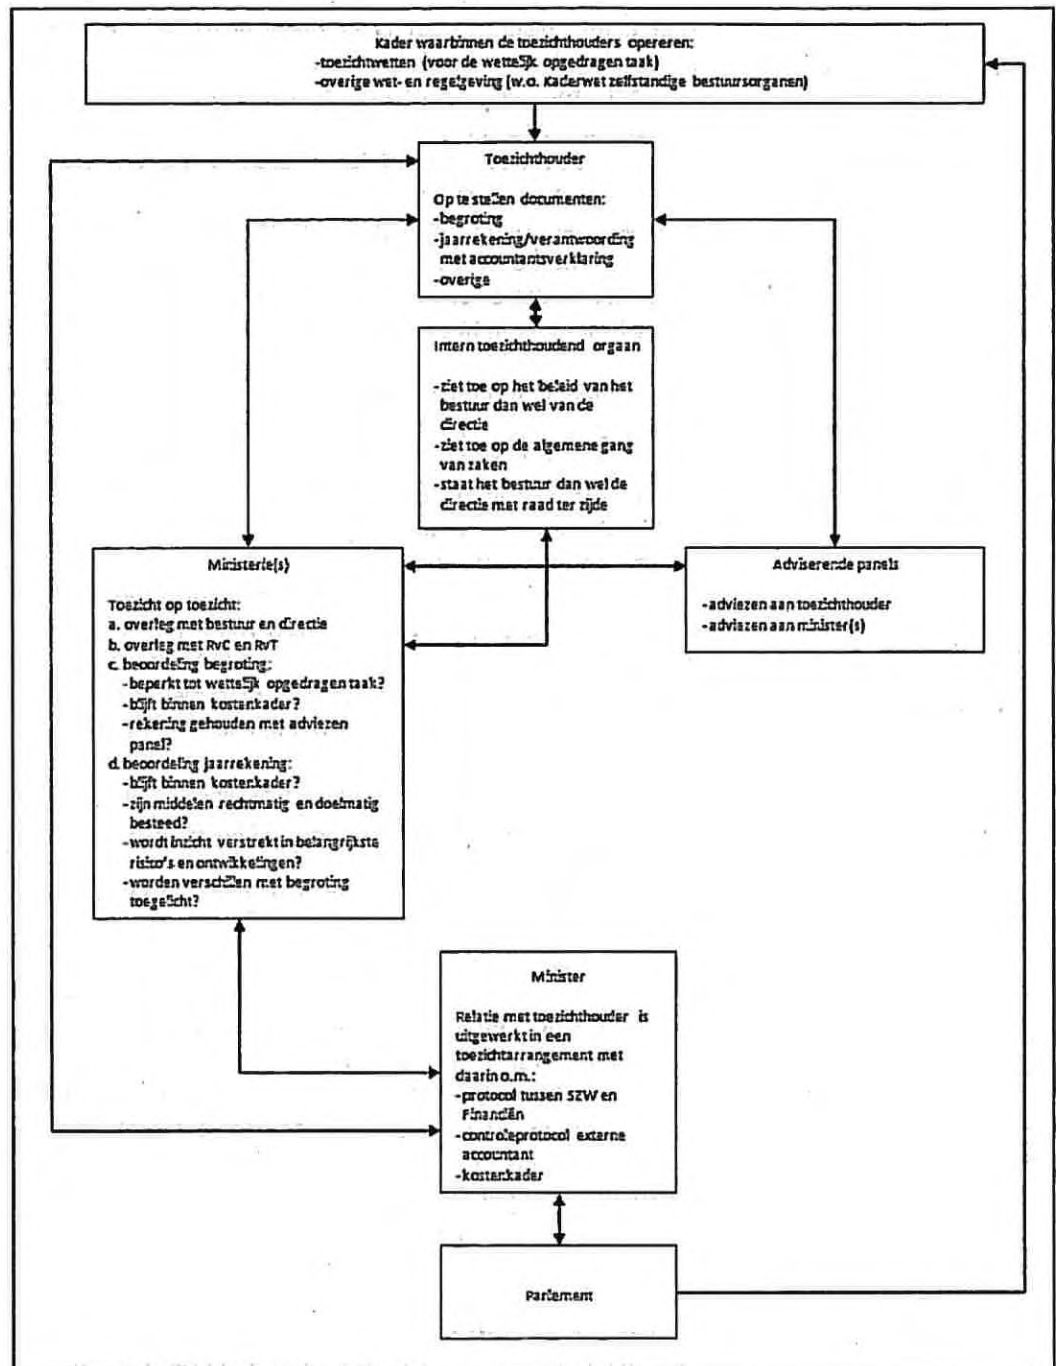 Kader waarbinnen de toezichthouders opereren:
-toezichtwetten (voor de wettelijk opgedragen taak)
-overige wet- en regelgeving (w.o. Kaderwet zelfstandige bestuursorganen)
Toezichthouder
Op te stellen documenten:
-begroting
-jaarrekening/verantwoording
met accountantsverklaring
-overige
Intern toezichthoudend orgaan
-ziet toe op het beleid van het
bestuur dan wel van de
directie
-ziet toe op de algemene gang
van zaken
-staat het bestuur dan wel de
directie met raad ter zijde
Ministerie(s)
Toezicht op toezicht:
a. overleg met bestuur en directie
b. overleg met RvC en RvT
c. beoordeling begroting:
-beperkt tot wettelijk opgedragen taak?
-blijft binnen kostenkader?
-rekening gehouden met adviezen
panel?
d. beoordeling jaarrekening:
-blijft binnen kostenkader?
-zijn middelen rechtmatig en doelmatig
besteed?
-wordt inzicht verstrekt in belangrijkste
risico's en ontwikkelingen?
-worden verschillen met begroting
toegelicht?
Adviserende panels
-adviezen aan toezichthouder
-adviezen aan minister(s)
Minister
Relatie met toezichthouder is
uitgewerkt in een
toezichtarrangement met
daarin o.m.:
-protocol tussen SZW en
Financiën
-controleprotocol externe
accountant
-kostenkader
Parlement